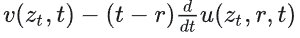 $v(z_t, t) - (t - r)\frac{d}{dt}u(z_t, r, t)$